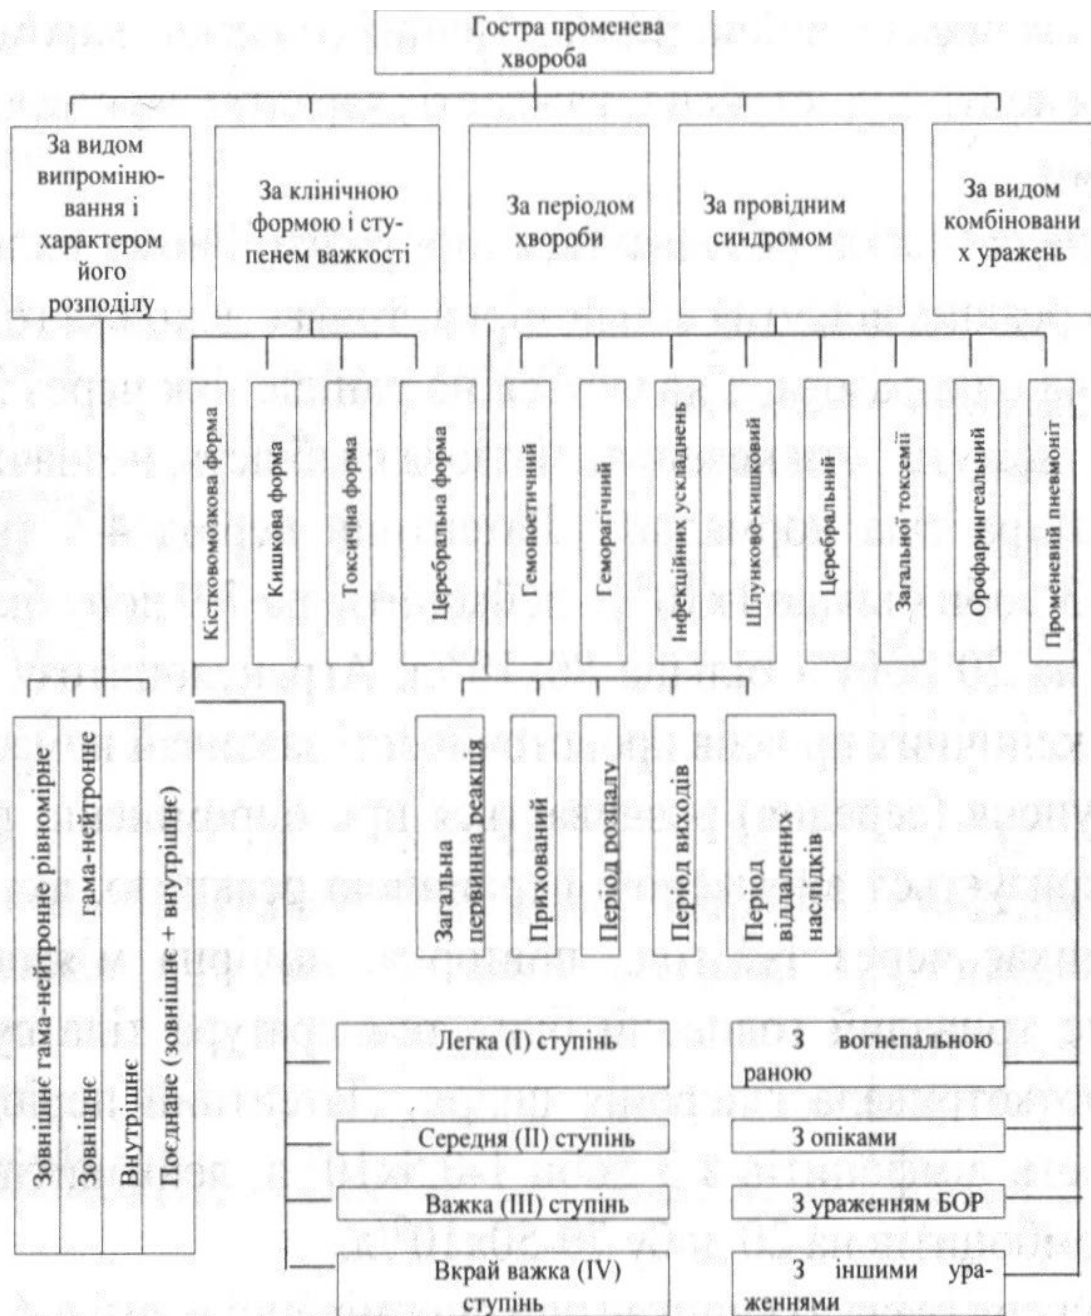 Гостра променева
хвороба
За видом
випроміню-
вання і
характером
його
розподілу
За клінічною
формою і сту-
пенем важкості
За періодом
хвороби
За провідним
синдромом
За видом
комбіновани
х уражень
Кістковомозкова форма
Кишкова форма
Токсична форма
Церебральна форма
Гемопоетичний
Геморагічний
Інфекційних ускладнень
Шлунково-кишковий
Церебральний
Загальної токсемії
Орофарингеальний
Променевий пневмоніт
Зовнішнє гама-нейтронне рівномірне
Зовнішнє гама-нейтронне
Внутрішнє
Поєднане (зовнішнє + внутрішнє)
Загальна
первинна реакція
Прихований
Період розпалу
Період виходів
Період
віддалених
наслідків
Легка (I) ступінь
Середня (II) ступінь
Важка (III) ступінь
Вкрай важка (IV)
ступінь
З вогнепальною
раною
З опіками
З ураженням БОР
З іншими ура-
женнями